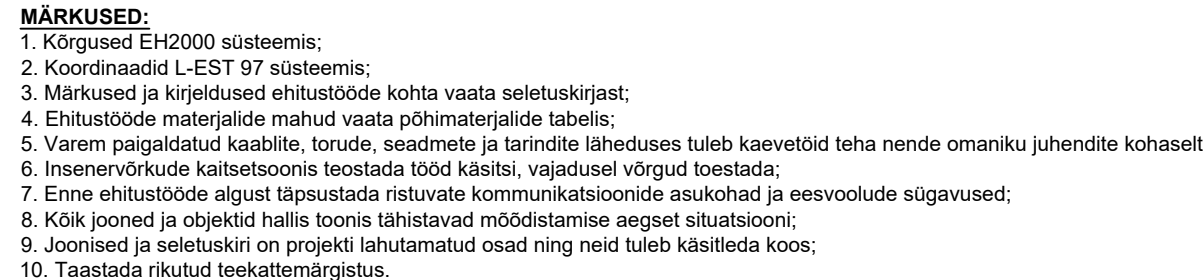 MÄRKUSED:
1. Kõrgused EH2000 süsteemis;
2. Koordinaadid L-EST 97 süsteemis;
3. Märkused ja kirjeldused ehitustööde kohta vaata seletuskirjast;
4. Ehitustööde materjalide mahud vaata põhimaterjalide tabelis;
5. Varem paigaldatud kaablite, torude, seadmete ja tarindite läheduses tuleb kaevetöid teha nende omaniku juhendite kohaselt
6. Insenervõrkude kaitsetsoonis teostada tööd käsitsi, vajadusel võrgud toestada;
7. Enne ehitustööde algust täpsustada ristuvate kommunikatsioonide asukohad ja eesvoolude sügavused;
8. Kõik jooned ja objektid hallis toonis tähistavad mõõdistamise aegset situatsiooni;
9. Joonised ja seletuskiri on projekti lahutamatud osad ning neid tuleb käsitleda koos;
10. Taastada rikutud teekattemärgistus.